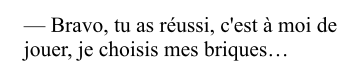 — Bravo, tu as réussi, c'est à moi de
jouer, je choisis mes briques…